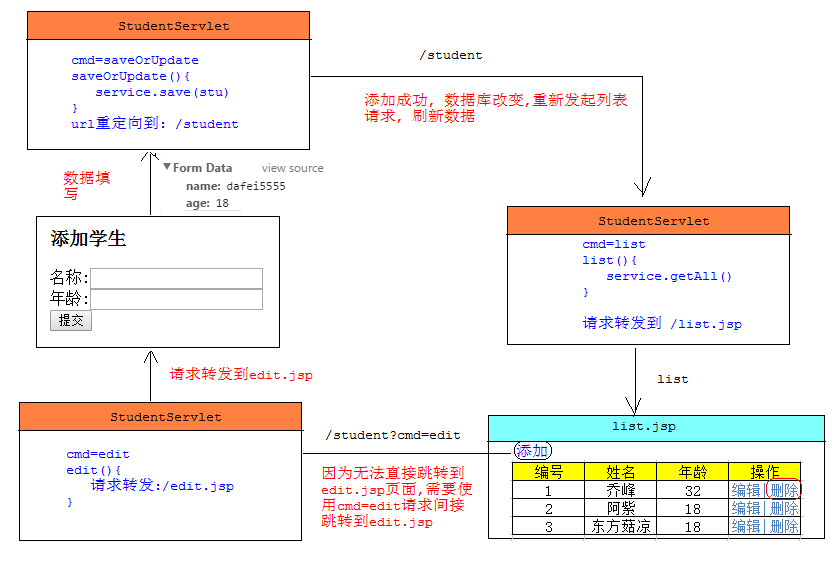 StudentServlet
cmd=saveOrUpdate
saveOrUpdate(){
service.save(stu)
}
url重定向到: /student
/student
添加成功, 数据库改变,重新发起列表
请求, 刷新数据
数据填
写
Form Data view source
name: dafei5555
age: 18
添加学生
名称:
年龄:
提交
StudentServlet
cmd=list
list(){
service.getAll()
}
请求转发到 /list.jsp
请求转发到edit.jsp
list
StudentServlet
cmd=edit
edit(){
请求转发:/edit.jsp
}
/student?cmd=edit
因为无法直接跳转到
edit.jsp页面,需要使
用cmd=edit请求间接
跳转到edit.jsp
list.jsp
添加
编号 姓名 年龄 操作
1 乔峰 32 编辑|删除
2 阿紫 18 编辑|删除
3 东方菇凉 18 编辑|删除